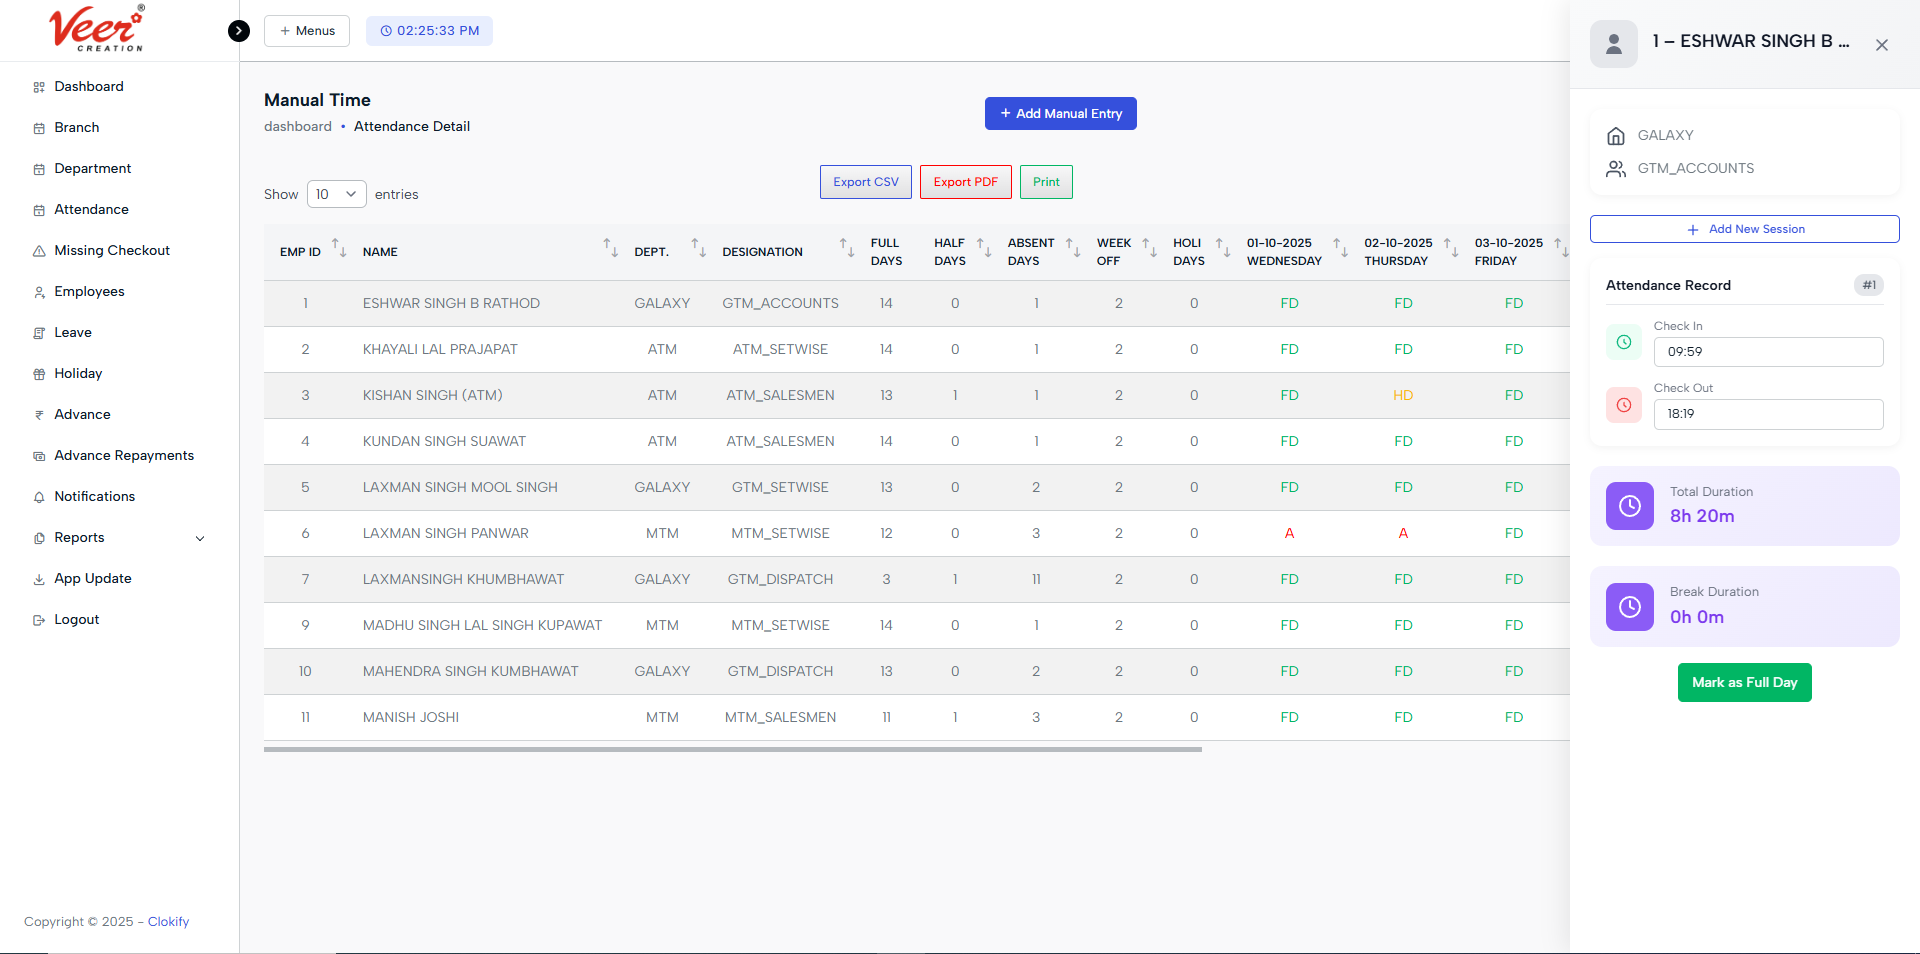 Veer®
CREATION
Dashboard
Branch
Department
Attendance
Missing Checkout
Employees
Leave
Holiday
Advance
Advance Repayments
Notifications
Reports
App Update
Logout
Copyright © 2025 - Clokify
+ Menus
02:25:33 PM
Manual Time
dashboard • Attendance Detail
+ Add Manual Entry
Show 10 entries
Export CSV Export PDF Print
EMP ID NAME DEPT. DESIGNATION FULL DAYS HALF DAYS ABSENT DAYS WEEK OFF HOLI DAYS 01-10-2025 WEDNESDAY 02-10-2025 THURSDAY 03-10-2025 FRIDAY
1 ESHWAR SINGH B RATHOD GALAXY GTM_ACCOUNTS 14 0 1 2 0 FD FD FD
2 KHAYALI LAL PRAJAPAT ATM ATM_SETWISE 14 0 1 2 0 FD FD FD
3 KISHAN SINGH (ATM) ATM ATM_SALESMEN 13 1 1 2 0 FD HD FD
4 KUNDAN SINGH SUAWAT ATM ATM_SALESMEN 14 0 1 2 0 FD FD FD
5 LAXMAN SINGH MOOL SINGH GALAXY GTM_SETWISE 13 0 2 2 0 FD FD FD
6 LAXMAN SINGH PANWAR MTM MTM_SETWISE 12 0 3 2 0 A A FD
7 LAXMANSINGH KHUMBHAWAT GALAXY GTM_DISPATCH 3 1 11 2 0 FD FD FD
9 MADHU SINGH LAL SINGH KUPAWAT MTM MTM_SETWISE 14 0 1 2 0 FD FD FD
10 MAHENDRA SINGH KUMBHAWAT GALAXY GTM_DISPATCH 13 0 2 2 0 FD FD FD
11 MANISH JOSHI MTM MTM_SALESMEN 11 1 3 2 0 FD FD FD
1 – ESHWAR SINGH B ...
GALAXY
GTM_ACCOUNTS
+ Add New Session
Attendance Record #1
Check In
09:59
Check Out
18:19
Total Duration
8h 20m
Break Duration
0h 0m
Mark as Full Day